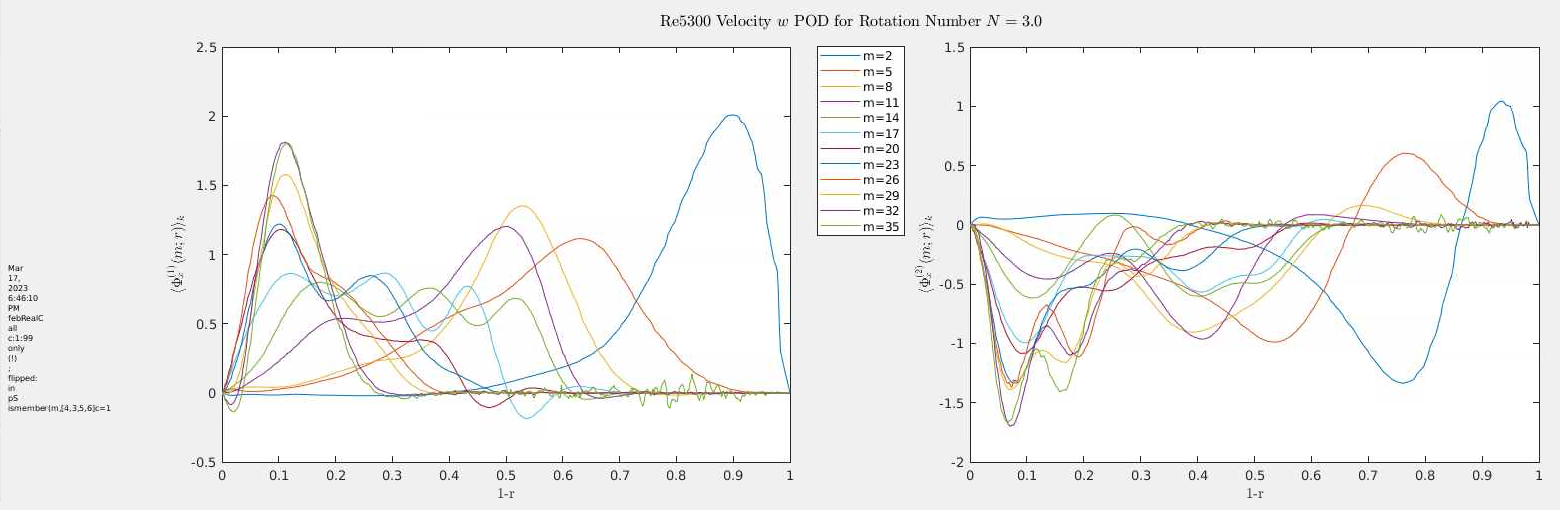 Re5300 Velocity w POD for Rotation Number N = 3.0
Mar
17,
2023
6:46:10
PM
febRealC
all
c:1:99
only
(!)
;
flipped:
in
pS
ismember(m,[4,3,5,6]c=1
⟨Φₓ⁽¹⁾(m; r)⟩ₖ
2.5
2
1.5
1
0.5
0
-0.5
0 0.1 0.2 0.3 0.4 0.5 0.6 0.7 0.8 0.9 1
1-r
m=2
m=5
m=8
m=11
m=14
m=17
m=20
m=23
m=26
m=29
m=32
m=35
⟨Φₓ⁽²⁾(m; r)⟩ₖ
1.5
1
0.5
0
-0.5
-1
-1.5
-2
0 0.1 0.2 0.3 0.4 0.5 0.6 0.7 0.8 0.9 1
1-r